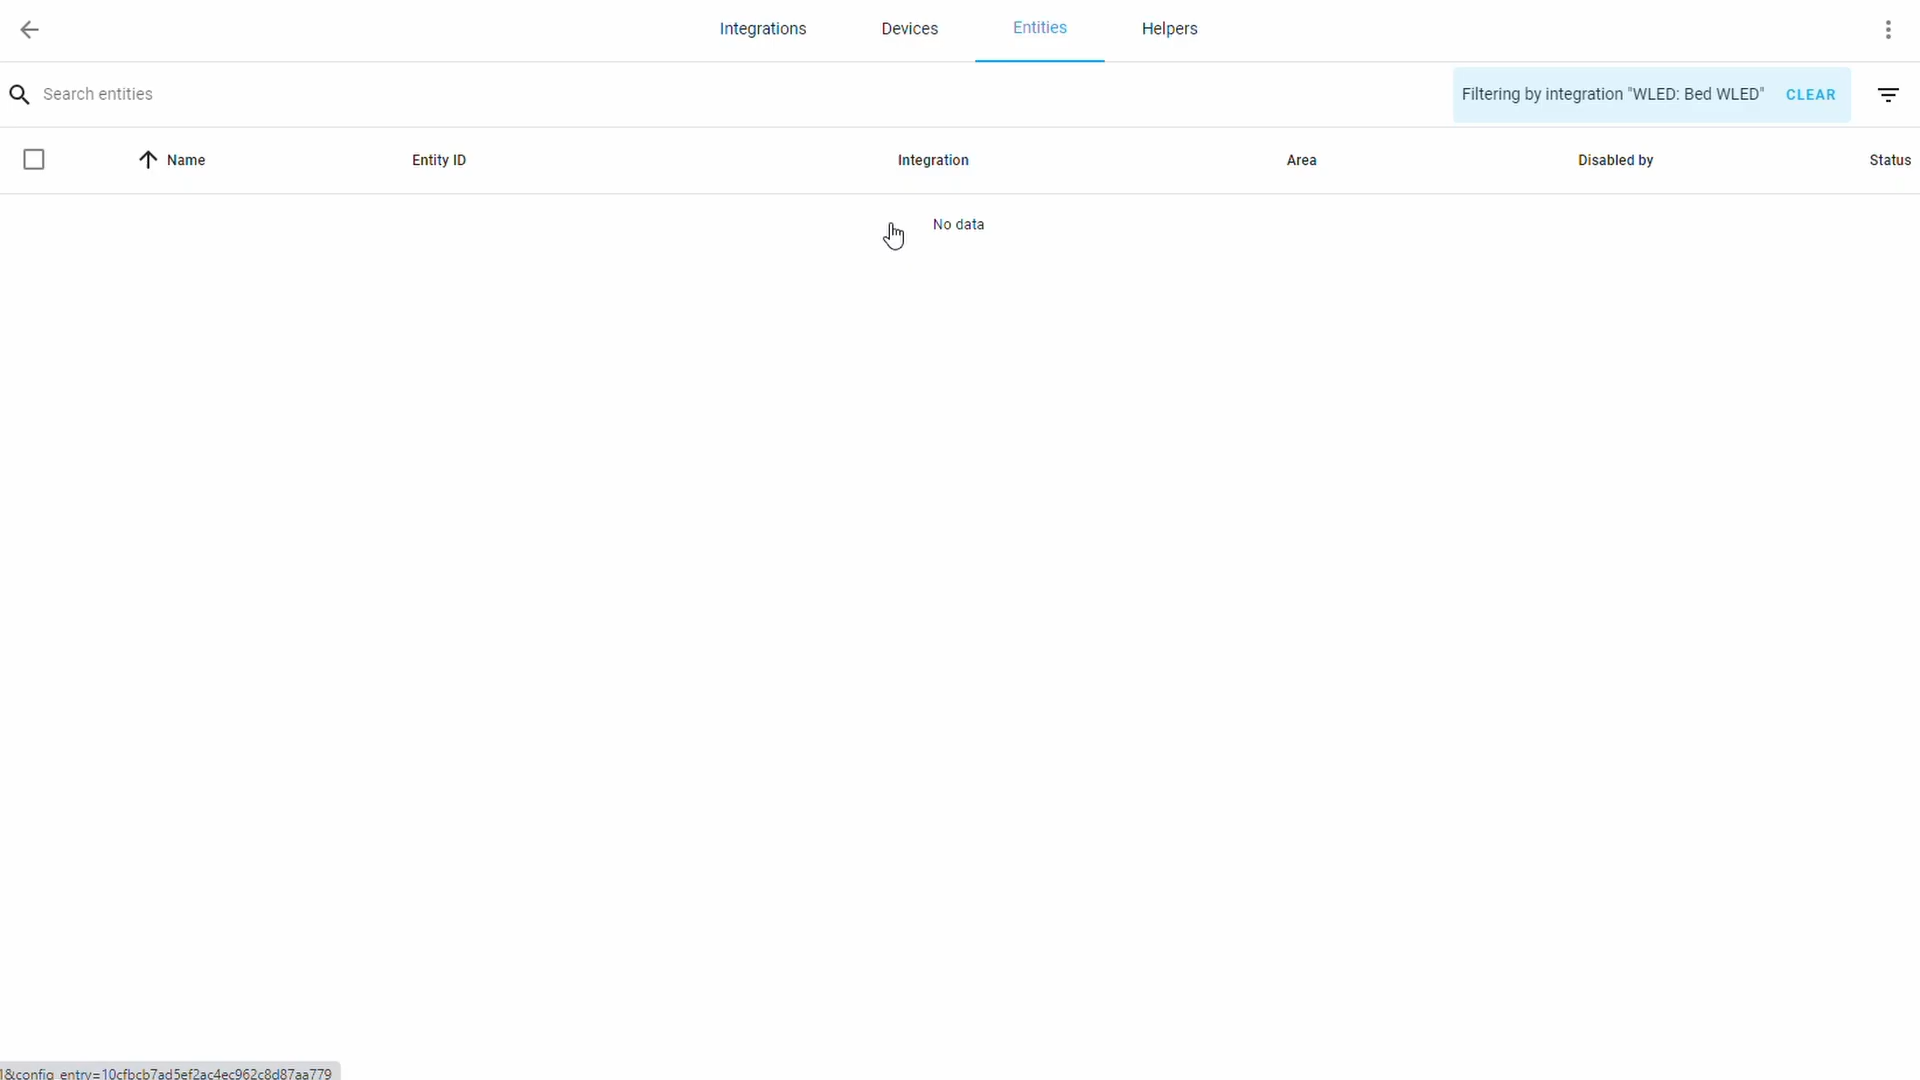 Integrations Devices Entities Helpers
Search entities Filtering by integration "WLED: Bed WLED" CLEAR
Name Entity ID Integration Area Disabled by Status
No data
1&config_entry=10cfbcb7ad5ef2ac4ec962c8d87aa779